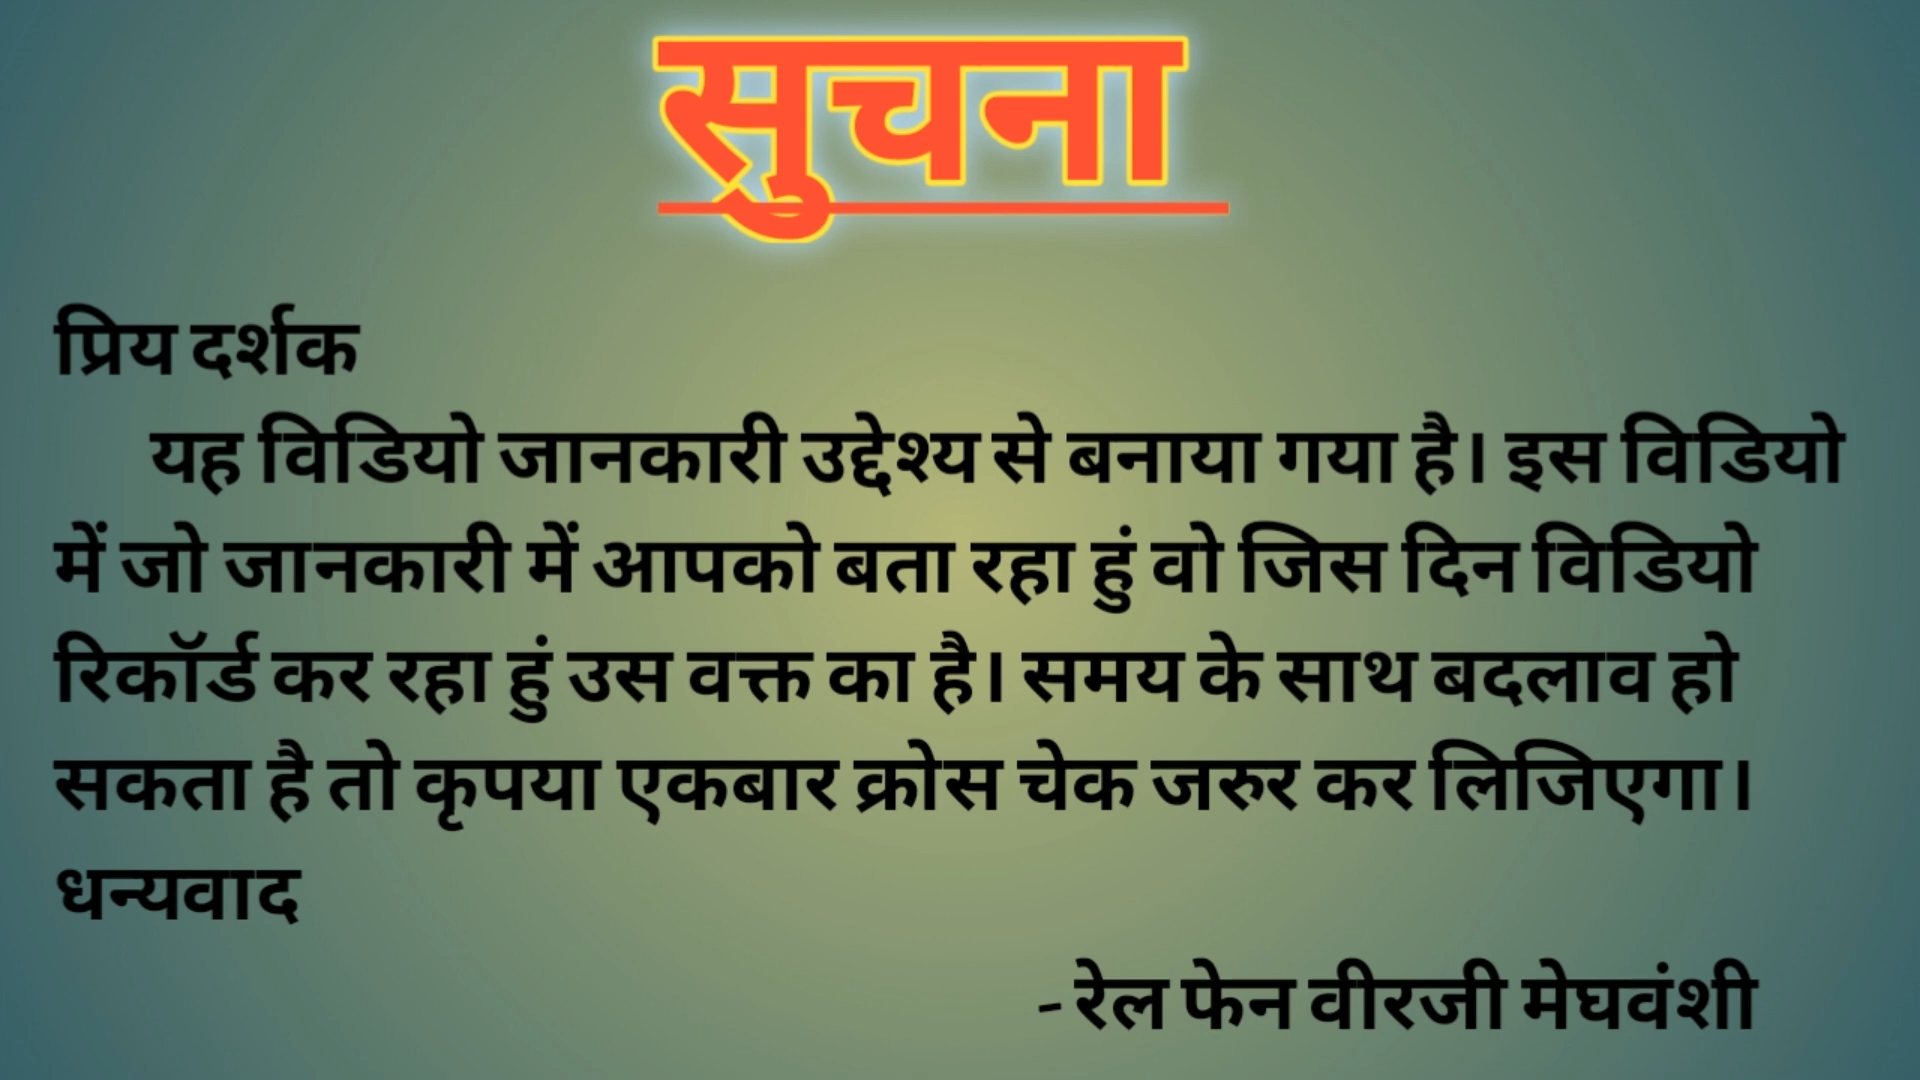 सुचना
प्रिय दर्शक
यह विडियो जानकारी उद्देश्य से बनाया गया है। इस विडियो
में जो जानकारी में आपको बता रहा हुं वो जिस दिन विडियो
रिकॉर्ड कर रहा हुं उस वक्त का है। समय के साथ बदलाव हो
सकता है तो कृपया एकबार क्रोस चेक जरुर कर लिजिएगा।
धन्यवाद
- रेल फेन वीरजी मेघवंशी